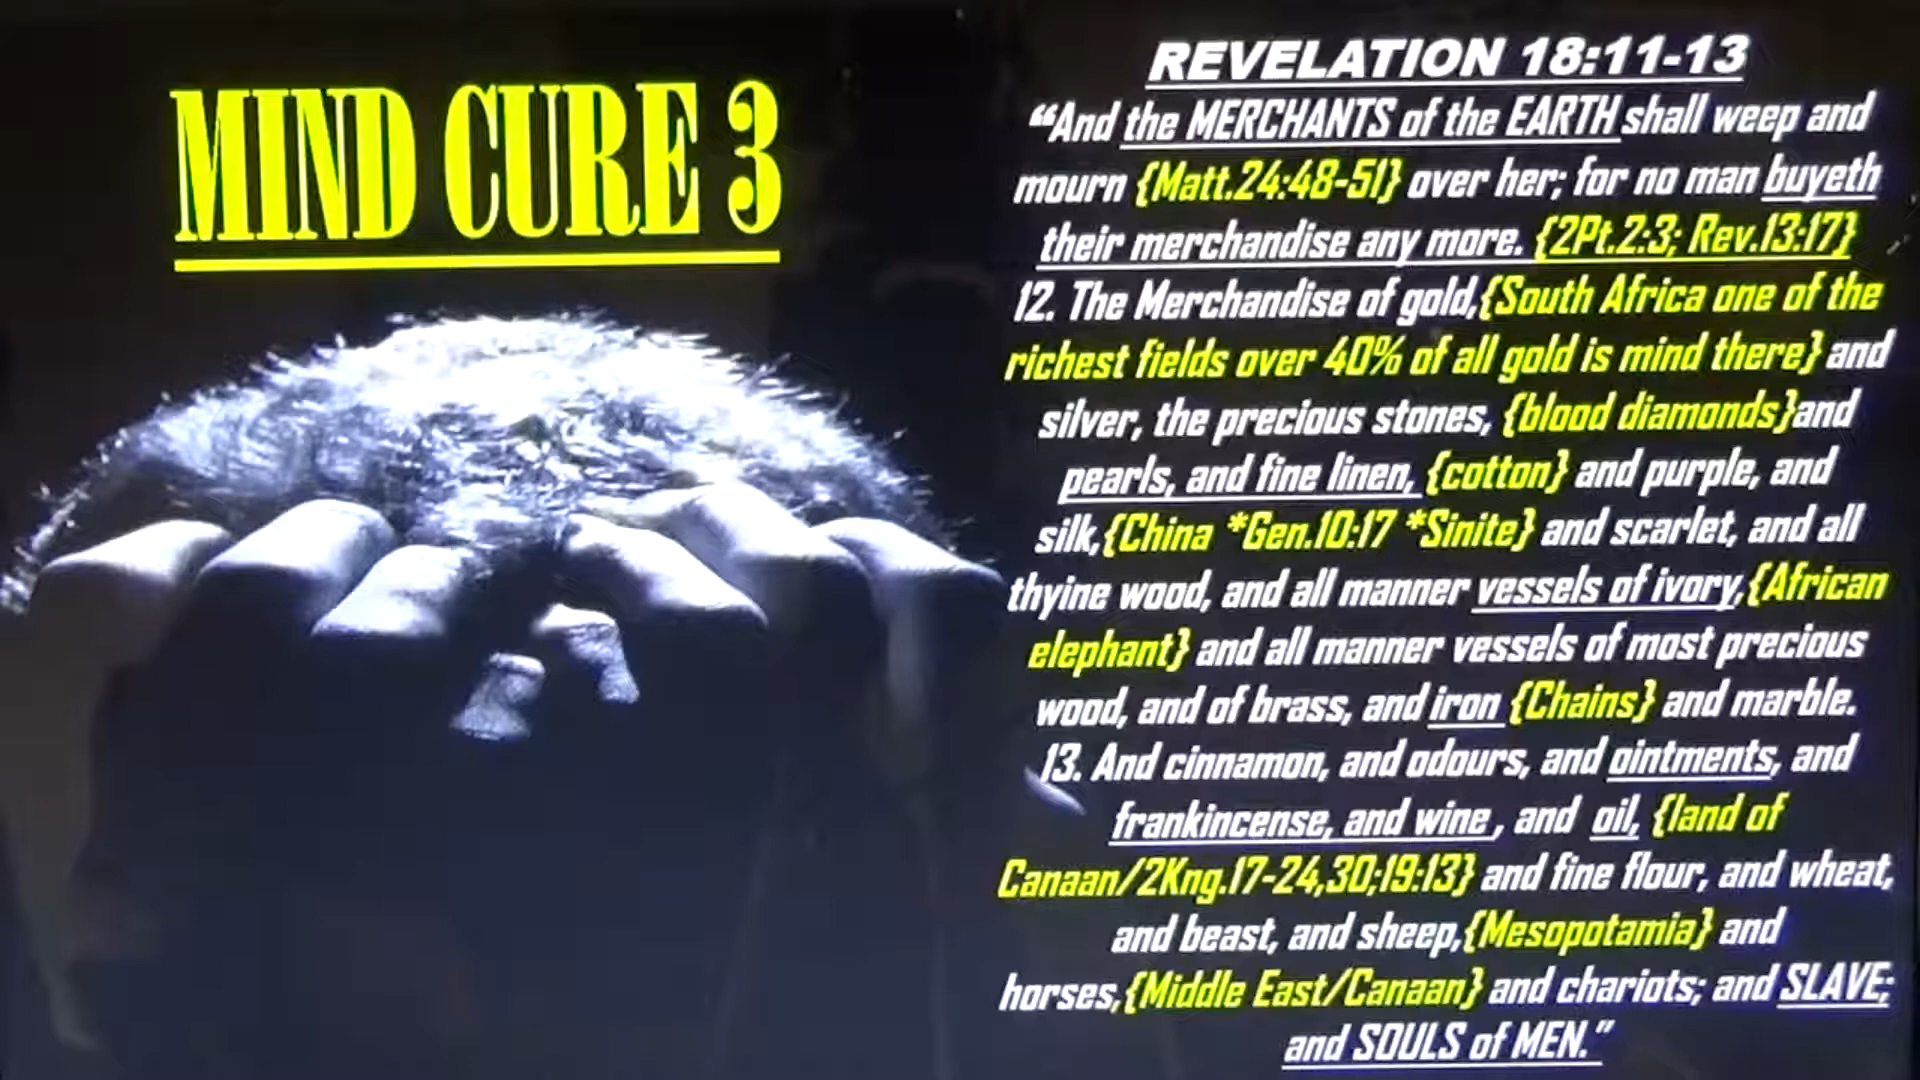 MIND CURE 3
REVELATION 18:11-13
“And the MERCHANTS of the EARTH shall weep and
mourn {Matt.24:48-51} over her; for no man buyeth
their merchandise any more. {2Pt.2:3; Rev.13:17}
12. The Merchandise of gold,{South Africa one of the
richest fields over 40% of all gold is mind there} and
silver, the precious stones, {blood diamonds}and
pearls, and fine linen, {cotton} and purple, and
silk,{China *Gen.10:17 *Sinite} and scarlet, and all
thyine wood, and all manner vessels of ivory,{African
elephant} and all manner vessels of most precious
wood, and of brass, and iron {Chains} and marble.
13. And cinnamon, and odours, and ointments, and
frankincense, and wine, and oil, {land of
Canaan/2Kng.17-24,30;19:13} and fine flour, and wheat,
and beast, and sheep,{Mesopotamia} and
horses,{Middle East/Canaan} and chariots; and SLAVE;
and SOULS of MEN.”